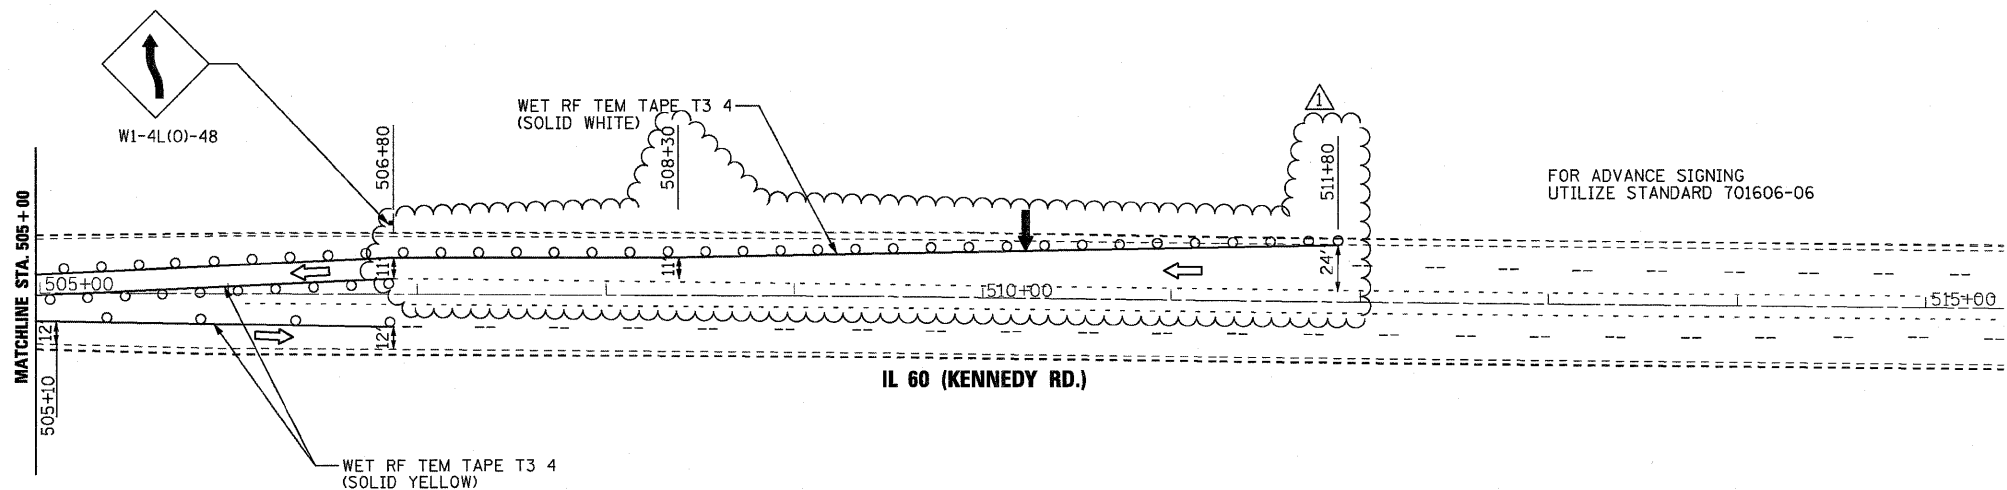 W1-4L(O)-48
WET RF TEM TAPE T3 4
(SOLID WHITE)
1
506+80
508+30
511+80
FOR ADVANCE SIGNING
UTILIZE STANDARD 701606-06
MATCHLINE STA. 505+00
505+00
11'
11'
24'
510+00
515+00
12'
12'
505+10
IL 60 (KENNEDY RD.)
WET RF TEM TAPE T3 4
(SOLID YELLOW)